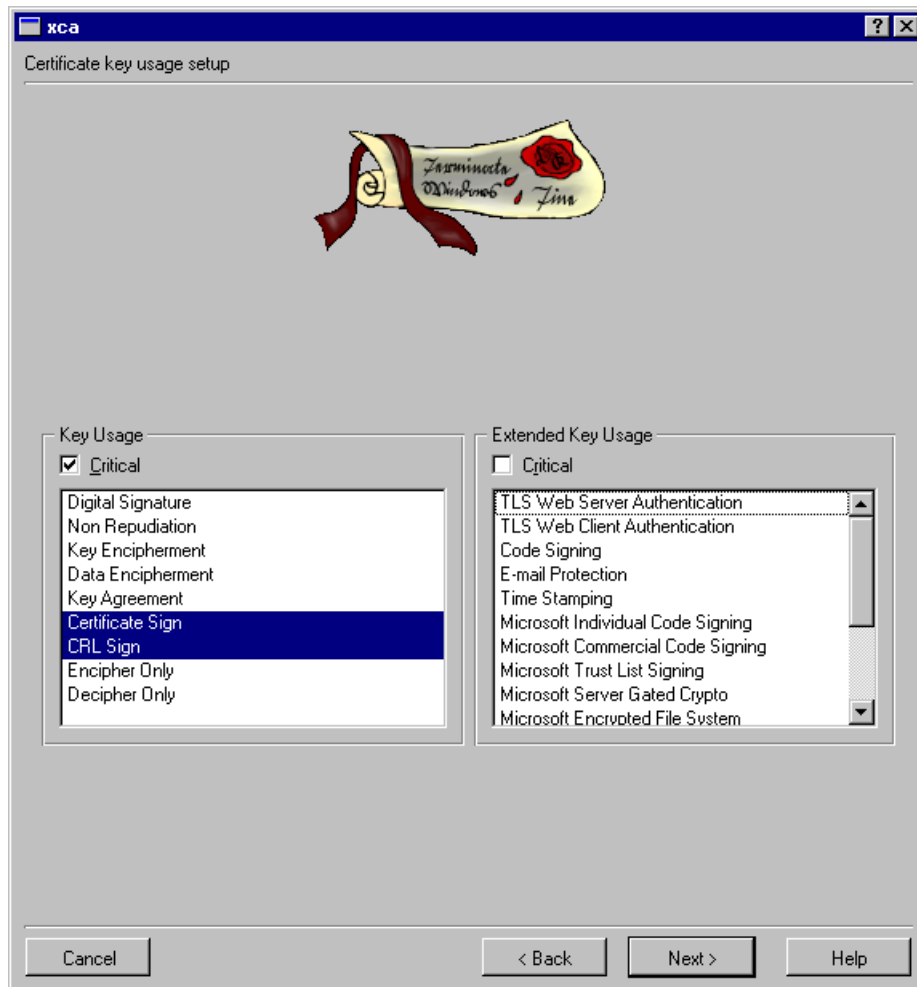 xca
Certificate key usage setup
Terminate
Windows
Fine
Key Usage
Critical
Digital Signature
Non Repudiation
Key Encipherment
Data Encipherment
Key Agreement
Certificate Sign
CRL Sign
Encipher Only
Decipher Only
Extended Key Usage
Critical
TLS Web Server Authentication
TLS Web Client Authentication
Code Signing
E-mail Protection
Time Stamping
Microsoft Individual Code Signing
Microsoft Commercial Code Signing
Microsoft Trust List Signing
Microsoft Server Gated Crypto
Microsoft Encrypted File System
Cancel
< Back
Next >
Help